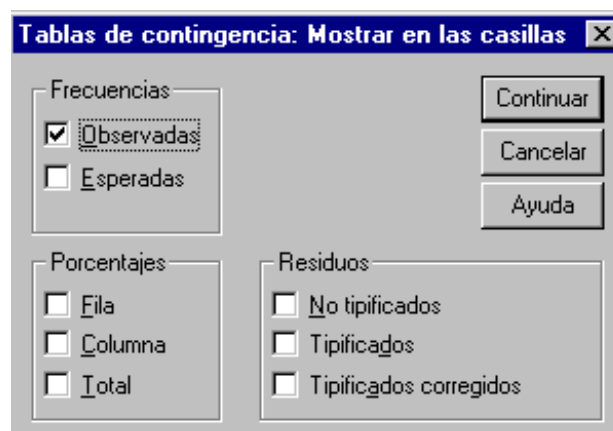 Tablas de contingencia: Mostrar en las casillas
Frecuencias
Observadas
Esperadas
Continuar
Cancelar
Ayuda
Porcentajes
Fila
Columna
Total
Residuos
No tipificados
Tipificados
Tipificados corregidos